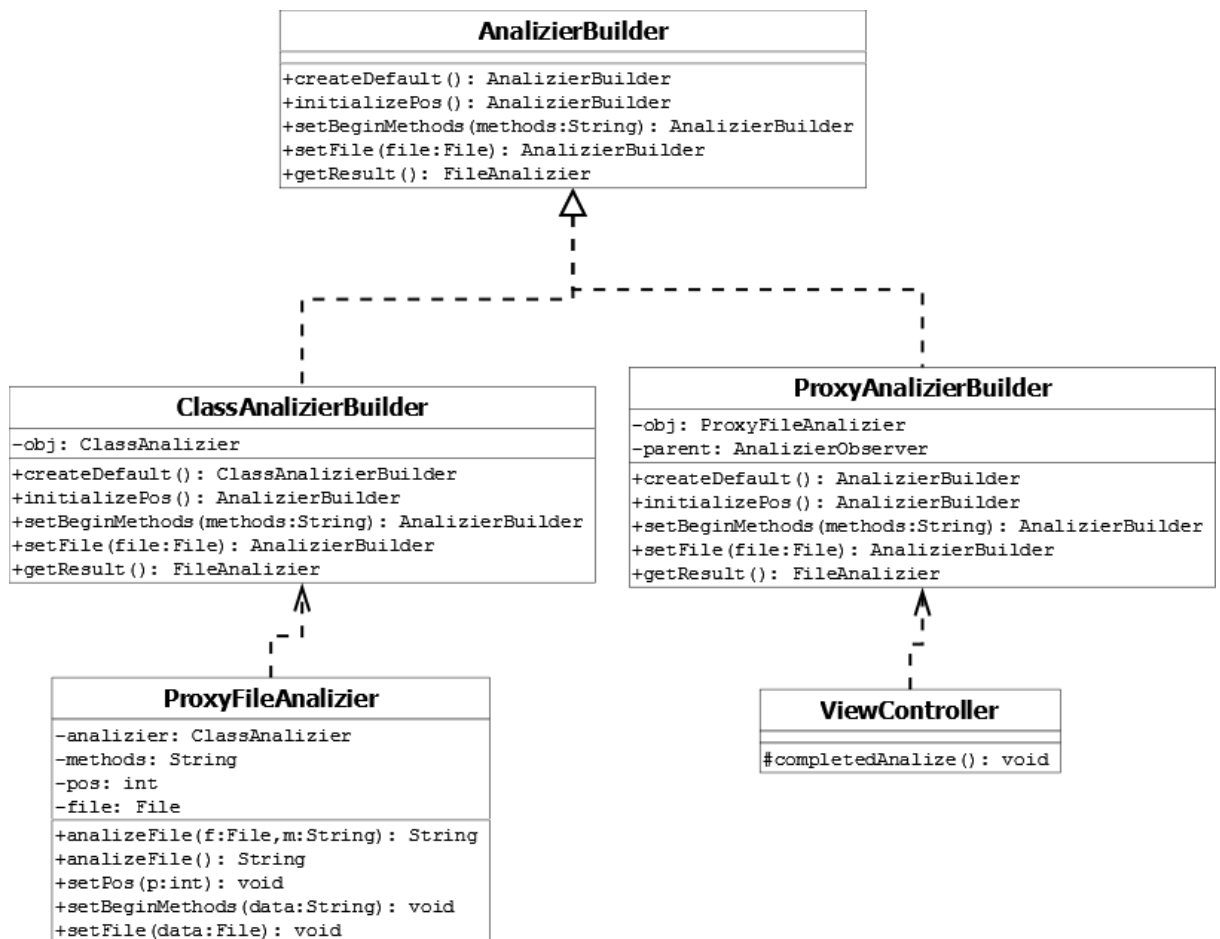 AnalizierBuilder
+createDefault(): AnalizierBuilder
+initializePos(): AnalizierBuilder
+setBeginMethods(methods:String): AnalizierBuilder
+setFile(file:File): AnalizierBuilder
+getResult(): FileAnalizier
ClassAnalizierBuilder
-obj: ClassAnalizier
+createDefault(): ClassAnalizierBuilder
+initializePos(): AnalizierBuilder
+setBeginMethods(methods:String): AnalizierBuilder
+setFile(file:File): AnalizierBuilder
+getResult(): FileAnalizier
ProxyAnalizierBuilder
-obj: ProxyFileAnalizier
-parent: AnalizierObserver
+createDefault(): AnalizierBuilder
+initializePos(): AnalizierBuilder
+setBeginMethods(methods:String): AnalizierBuilder
+setFile(file:File): AnalizierBuilder
+getResult(): FileAnalizier
ProxyFileAnalizier
-analizier: ClassAnalizier
-methods: String
-pos: int
-file: File
+analizeFile(f:File,m:String): String
+analizeFile(): String
+setPos(p:int): void
+setBeginMethods(data:String): void
+setFile(data:File): void
ViewController
#completedAnalize(): void